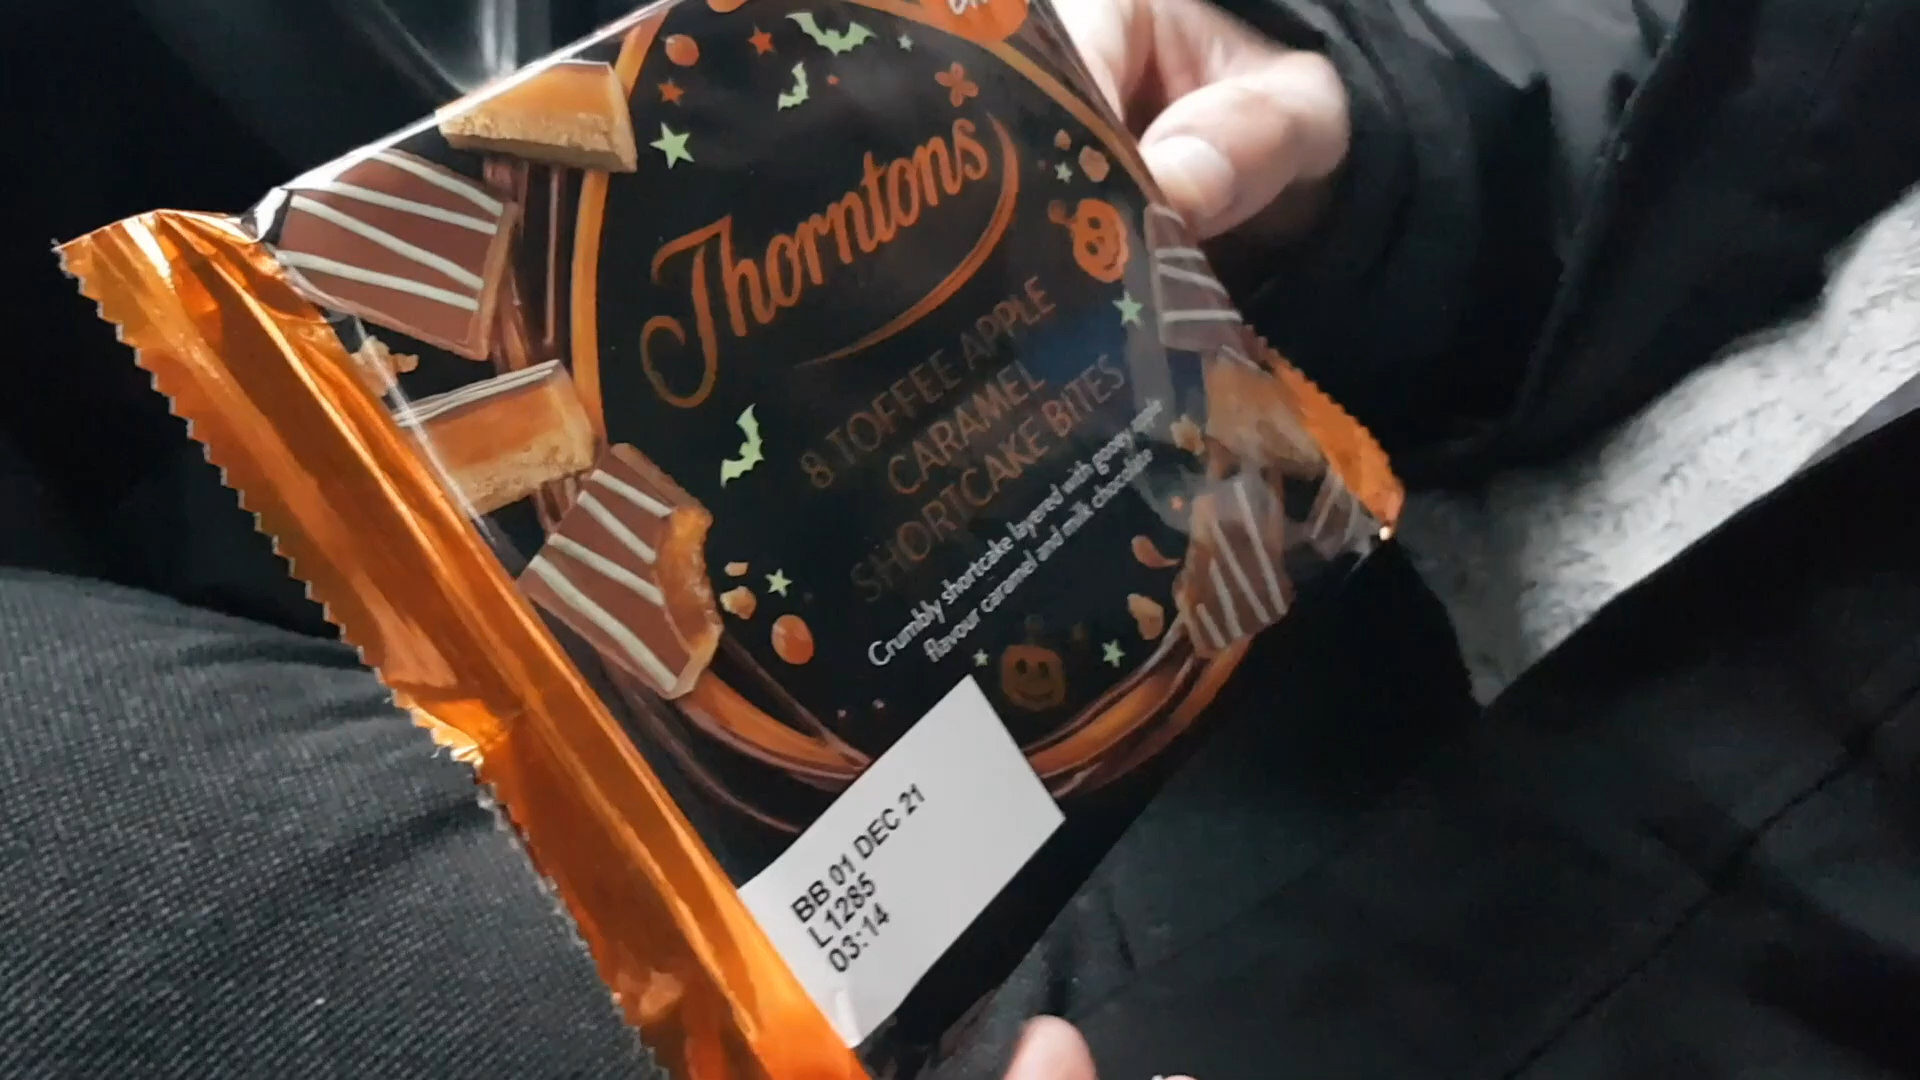 Thorntons
8 TOFFEE APPLE
CARAMEL
SHORTCAKE BITES
Crumbly shortcake layered with gooey apple
flavour caramel and milk chocolate
BB 01 DEC 21
L1285
03:14